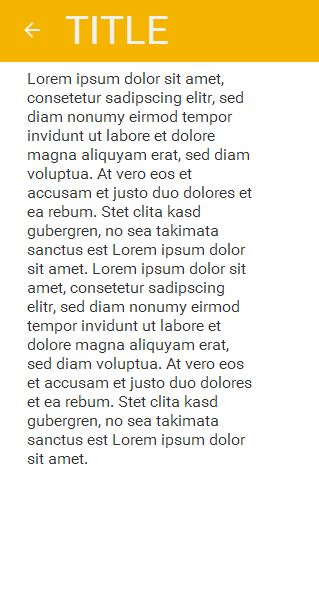 TITLE
Lorem ipsum dolor sit amet,
consetetur sadipscing elitr, sed
diam nonumy eirmod tempor
invidunt ut labore et dolore
magna aliquyam erat, sed diam
voluptua. At vero eos et
accusam et justo duo dolores et
ea rebum. Stet clita kasd
gubergren, no sea takimata
sanctus est Lorem ipsum dolor
sit amet. Lorem ipsum dolor sit
amet, consetetur sadipscing
elitr, sed diam nonumy eirmod
tempor invidunt ut labore et
dolore magna aliquyam erat,
sed diam voluptua. At vero eos
et accusam et justo duo dolores
et ea rebum. Stet clita kasd
gubergren, no sea takimata
sanctus est Lorem ipsum dolor
sit amet.